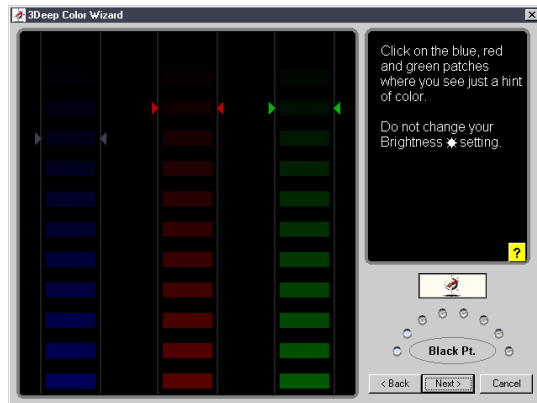 3Deep Color Wizard
Click on the blue, red
and green patches
where you see just a hint
of color.
Do not change your
Brightness setting.
?
Black Pt.
< Back
Next >
Cancel